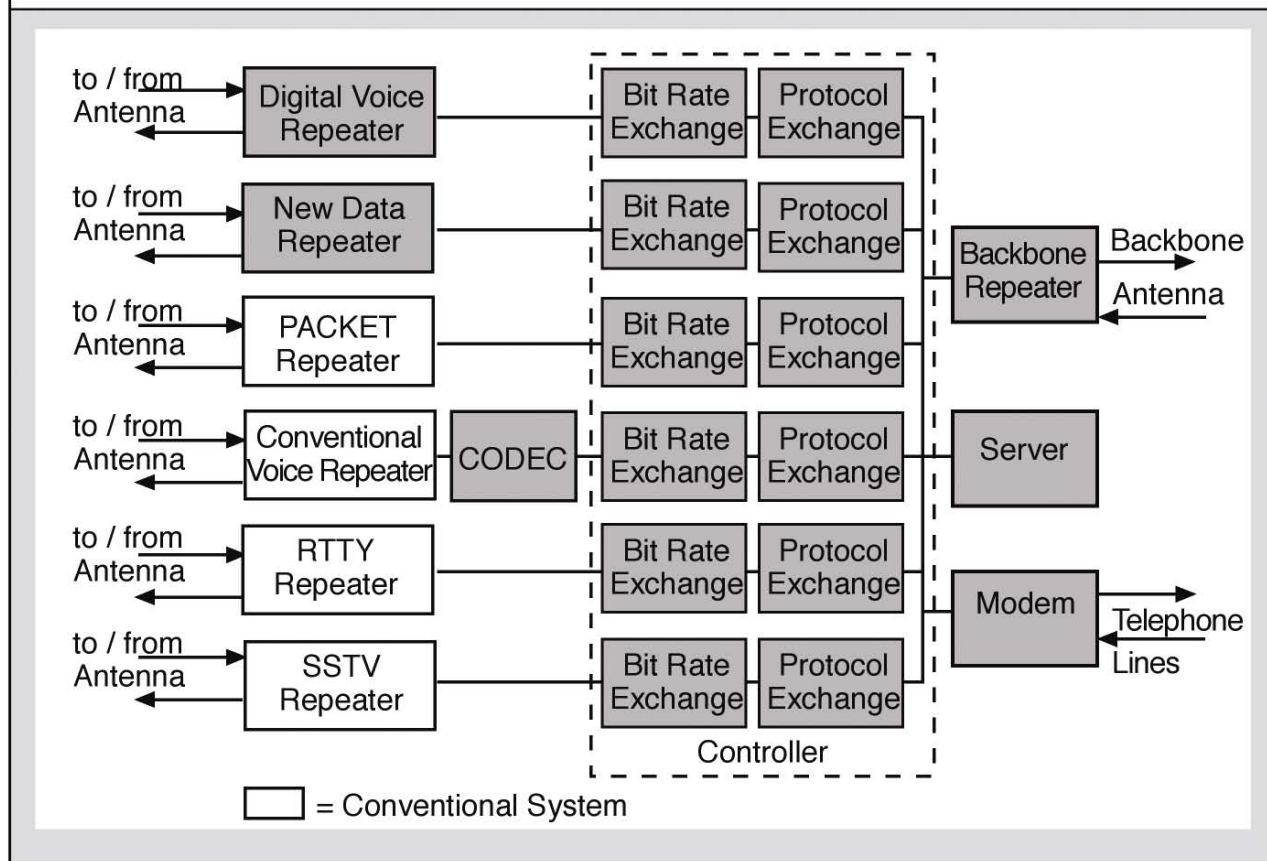 to / from
Antenna
Digital Voice
Repeater
Bit Rate
Exchange
Protocol
Exchange
to / from
Antenna
New Data
Repeater
Bit Rate
Exchange
Protocol
Exchange
Backbone
Repeater
Backbone
Antenna
to / from
Antenna
PACKET
Repeater
Bit Rate
Exchange
Protocol
Exchange
to / from
Antenna
Conventional
Voice Repeater
CODEC
Bit Rate
Exchange
Protocol
Exchange
Server
to / from
Antenna
RTTY
Repeater
Bit Rate
Exchange
Protocol
Exchange
Modem
Telephone
Lines
to / from
Antenna
SSTV
Repeater
Bit Rate
Exchange
Protocol
Exchange
Controller
= Conventional System